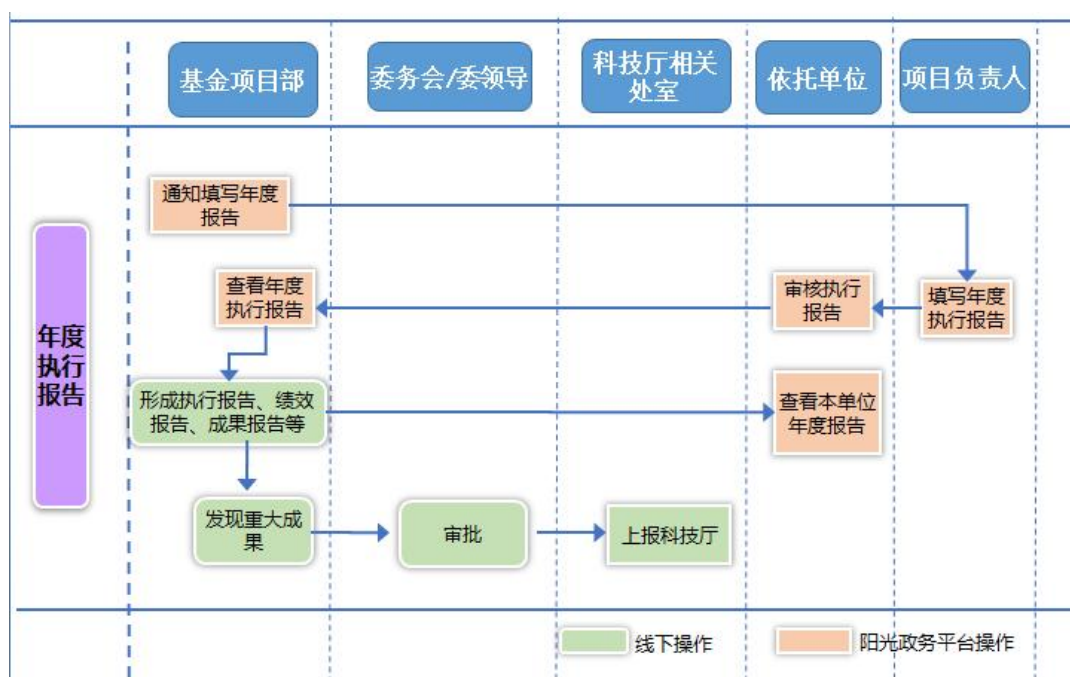 基金项目部
委务会/委领导
科技厅相关
处室
依托单位
项目负责人
通知填写年度
报告
年度
执行
报告
查看年度
执行报告
审核执行
报告
填写年度
执行报告
形成执行报告、绩效
报告、成果报告等
查看本单位
年度报告
发现重大成
果
审批
上报科技厅
线下操作
阳光政务平台操作